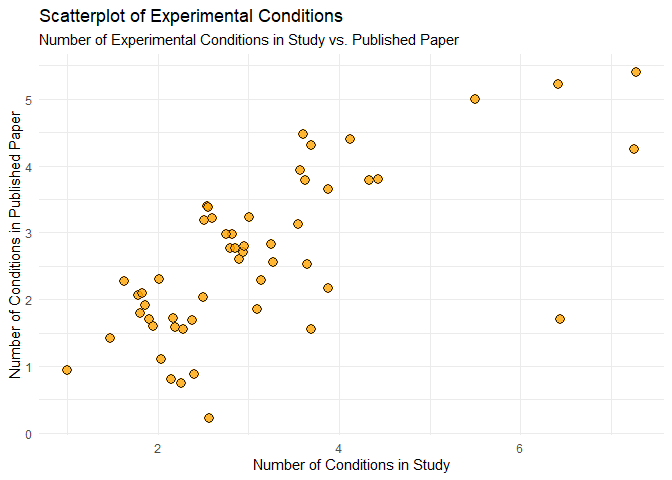 Scatterplot of Experimental Conditions
Number of Experimental Conditions in Study vs. Published Paper
Number of Conditions in Published Paper
5
4
3
2
1
0
2 4 6
Number of Conditions in Study